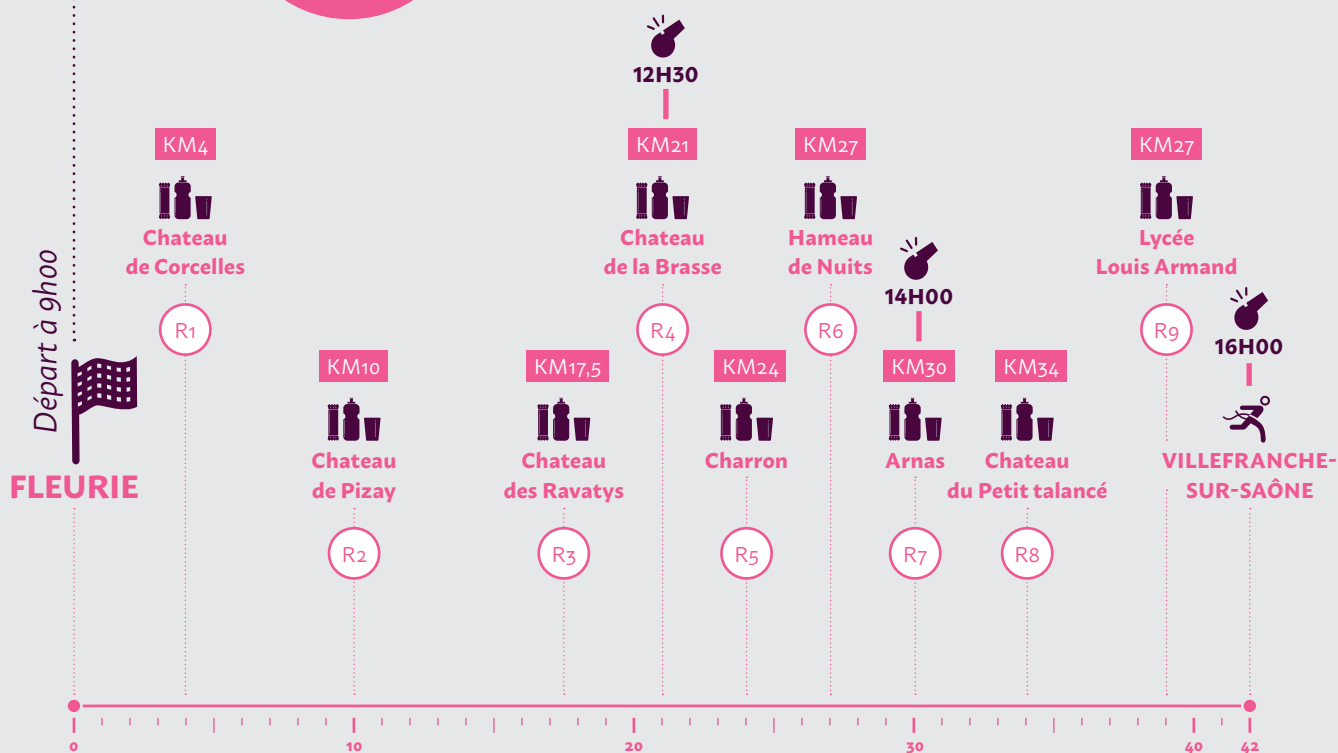 Départ à 9h00
FLEURIE
KM4
Chateau
de Corcelles
R1
KM10
Chateau
de Pizay
R2
KM17,5
Chateau
des Ravatys
R3
12H30
KM21
Chateau
de la Brasse
R4
KM24
Charron
R5
KM27
Hameau
de Nuits
R6
14H00
KM30
Arnas
R7
KM34
Chateau
du Petit talancé
R8
KM27
Lycée
Louis Armand
R9
16H00
VILLEFRANCHE-
SUR-SAÔNE
0 10 20 30 40 42